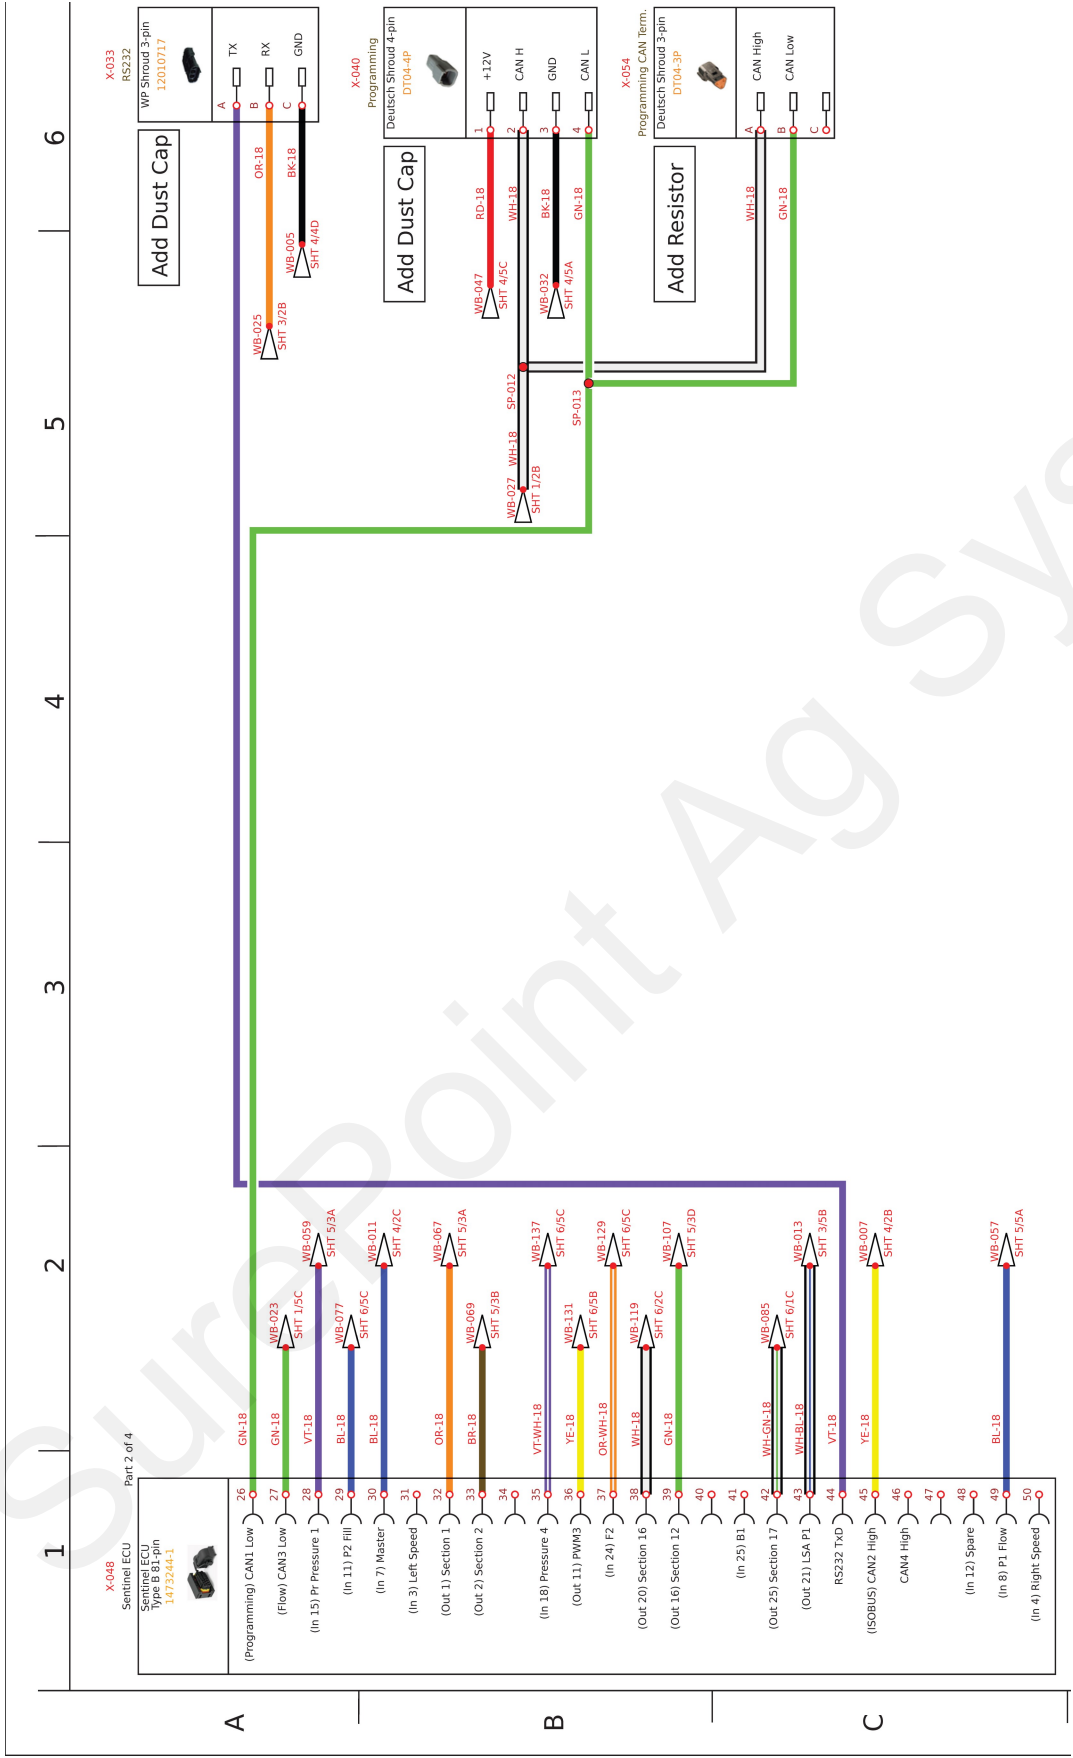 1
2
3
4
5
6
A
B
C
SurePoint Ag Sys
X-048
Sentinel ECU
Sentinel ECU
Type B 81-pin
1473244-1
Part 2 of 4
(Programming) CAN1 Low 26 GN-18
(Flow) CAN3 Low 27 GN-18 WB-023 SHT 1/5C
(In 15) Pr Pressure 1 28 VT-18 WB-059 SHT 5/3A
(In 11) P2 Fill 29 BL-18 WB-077 SHT 6/5C
(In 7) Master 30 BL-18 WB-011 SHT 4/2C
(In 3) Left Speed 31
(Out 1) Section 1 32 OR-18 WB-067 SHT 5/3A
(Out 2) Section 2 33 BR-18 WB-069 SHT 5/3B
34
(In 18) Pressure 4 35 VT-WH-18 WB-137 SHT 6/5C
(Out 11) PWM3 36 YE-18 WB-131 SHT 6/5B
(In 24) F2 37 OR-WH-18 WB-129 SHT 6/5C
(Out 20) Section 16 38 WH-18 WB-119 SHT 6/2C
(Out 16) Section 12 39 GN-18 WB-107 SHT 5/3D
40
(In 25) B1 41
(Out 25) Section 17 42 WH-GN-18 WB-085 SHT 6/1C
(Out 21) LSA P1 43 WH-BL-18 WB-013 SHT 3/5B
RS232 TxD 44 VT-18
(ISOBUS) CAN2 High 45 YE-18 WB-007 SHT 4/2B
CAN4 High 46
47
(In 12) Spare 48
(In 8) P1 Flow 49 BL-18 WB-057 SHT 5/5A
(In 4) Right Speed 50
X-033
RS232
WP Shroud 3-pin
12010717
A TX
WB-025 SHT 3/2B OR-18 B RX
WB-005 SHT 4/4D BK-18 C GND
Add Dust Cap
X-040
Programming
Deutsch Shroud 4-pin
DT04-4P
WB-047 SHT 4/5C RD-18 1 +12V
WB-027 SHT 1/2B WH-18 SP-012 WH-18 2 CAN H
WB-032 SHT 4/5A BK-18 3 GND
SP-013 GN-18 4 CAN L
Add Dust Cap
X-054
Programming CAN Term.
Deutsch Shroud 3-pin
DT04-3P
WH-18 A CAN High
GN-18 B CAN Low
C
Add Resistor